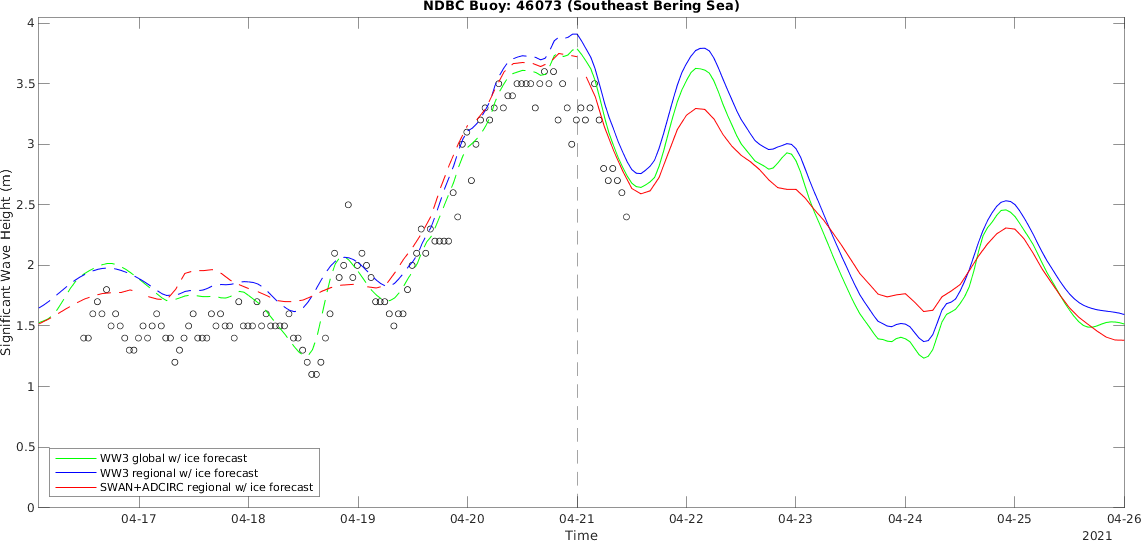 NDBC Buoy: 46073 (Southeast Bering Sea)
4
3.5
3
2.5
2
1.5
1
0.5
0
Significant Wave Height (m)
WW3 global w/ ice forecast
WW3 regional w/ ice forecast
SWAN+ADCIRC regional w/ ice forecast
04-17 04-18 04-19 04-20 04-21 04-22 04-23 04-24 04-25 04-26
Time
2021